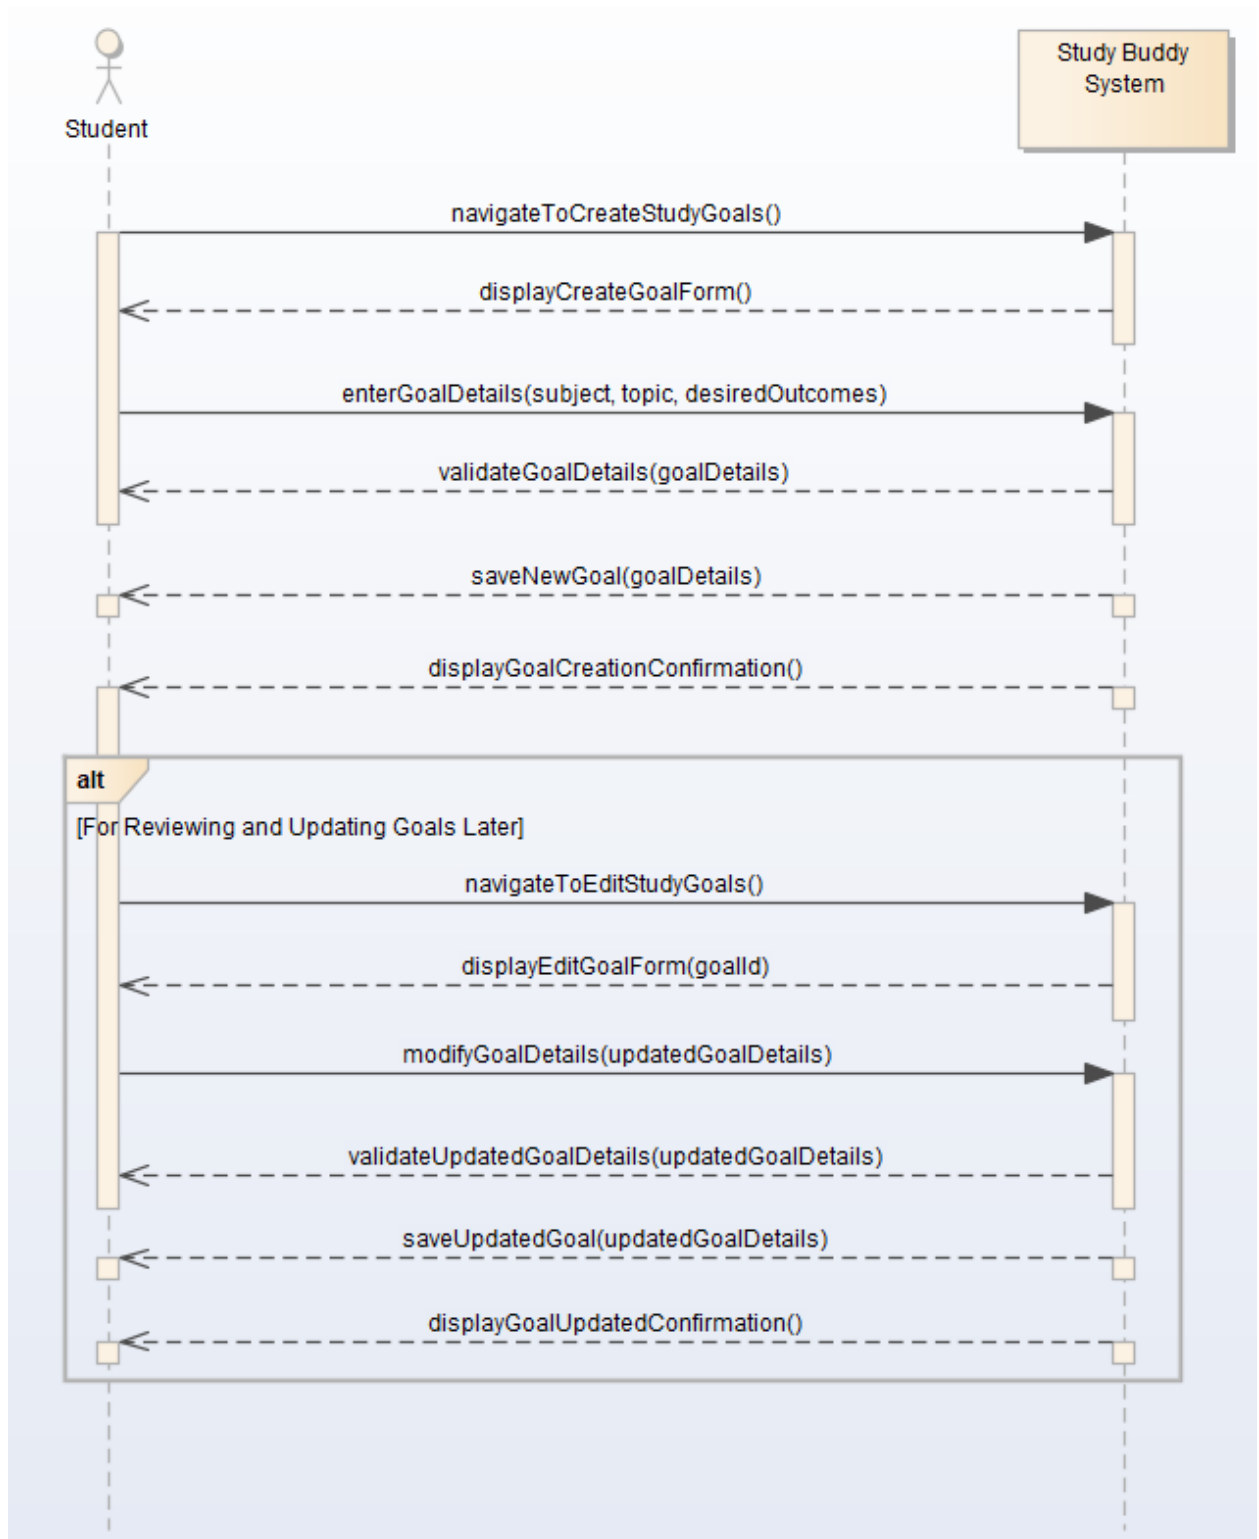 Study Buddy
System
Student
navigateToCreateStudyGoals()
displayCreateGoalForm()
enterGoalDetails(subject, topic, desiredOutcomes)
validateGoalDetails(goalDetails)
saveNewGoal(goalDetails)
displayGoalCreationConfirmation()
alt
[For Reviewing and Updating Goals Later]
navigateToEditStudyGoals()
displayEditGoalForm(goalId)
modifyGoalDetails(updatedGoalDetails)
validateUpdatedGoalDetails(updatedGoalDetails)
saveUpdatedGoal(updatedGoalDetails)
displayGoalUpdatedConfirmation()